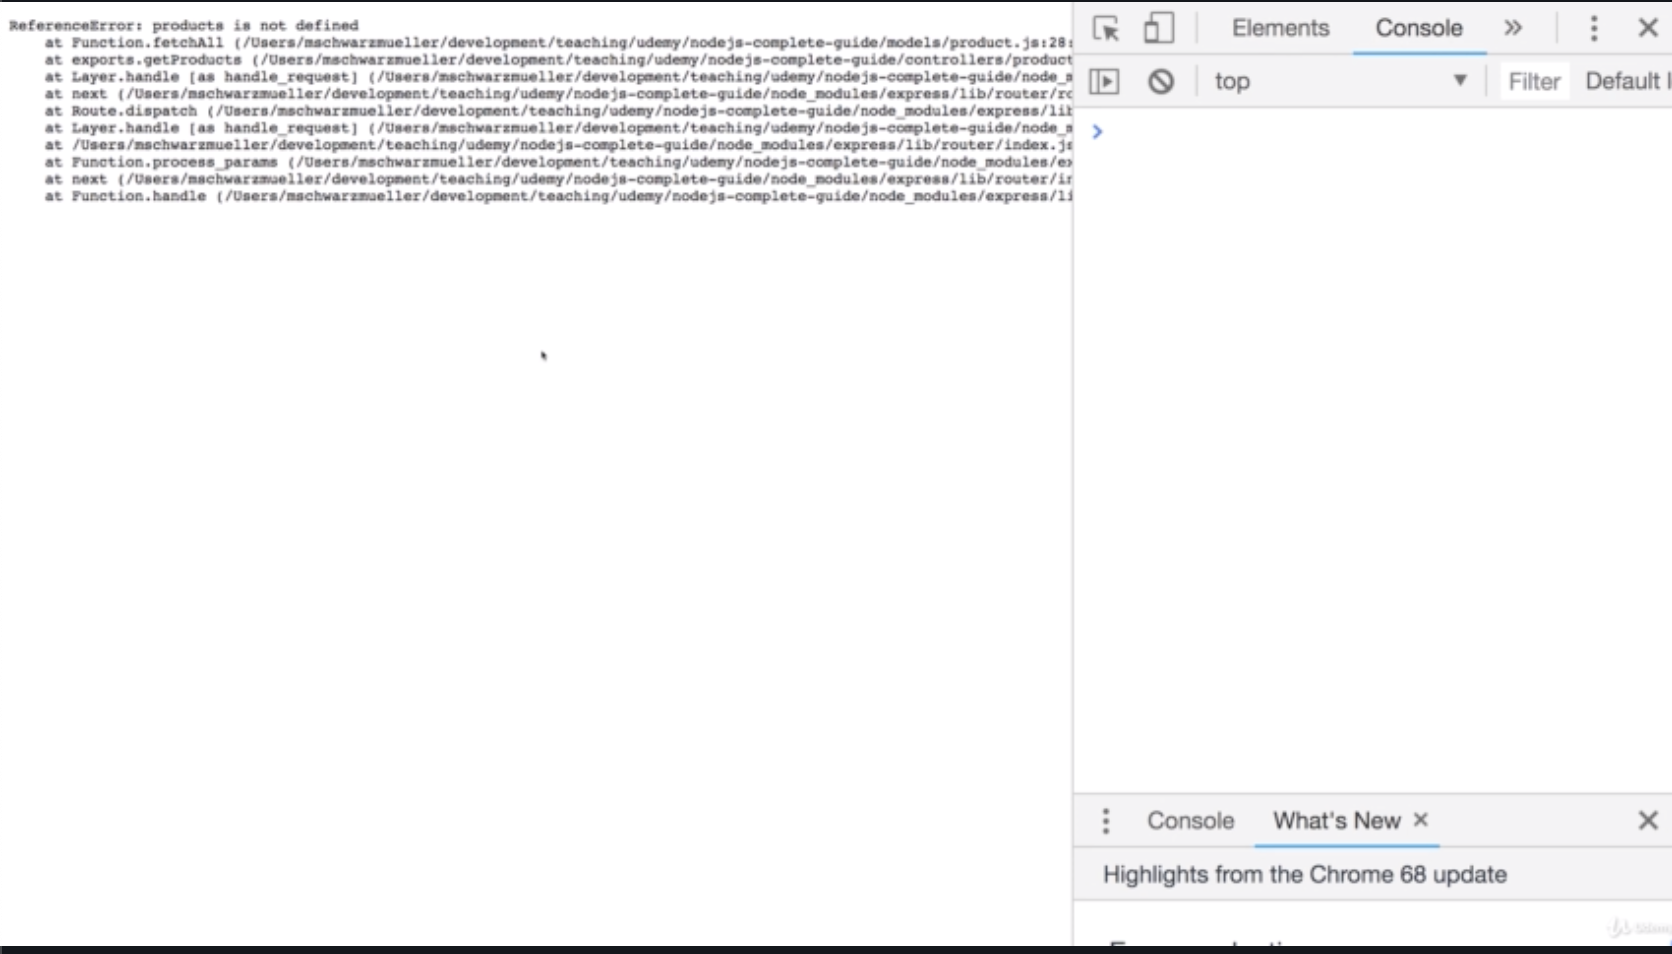 ReferenceError: products is not defined
at Function.fetchAll (/Users/mschwarzmueller/development/teaching/udemy/nodejs-complete-guide/models/product.js:28:
at exports.getProducts (/Users/mschwarzmueller/development/teaching/udemy/nodejs-complete-guide/controllers/product
at Layer.handle [as handle_request] (/Users/mschwarzmueller/development/teaching/udemy/nodejs-complete-guide/node_m
at next (/Users/mschwarzmueller/development/teaching/udemy/nodejs-complete-guide/node_modules/express/lib/router/ro
at Route.dispatch (/Users/mschwarzmueller/development/teaching/udemy/nodejs-complete-guide/node_modules/express/lib
at Layer.handle [as handle_request] (/Users/mschwarzmueller/development/teaching/udemy/nodejs-complete-guide/node_m
at /Users/mschwarzmueller/development/teaching/udemy/nodejs-complete-guide/node_modules/express/lib/router/index.js
at Function.process_params (/Users/mschwarzmueller/development/teaching/udemy/nodejs-complete-guide/node_modules/ex
at next (/Users/mschwarzmueller/development/teaching/udemy/nodejs-complete-guide/node_modules/express/lib/router/in
at Function.handle (/Users/mschwarzmueller/development/teaching/udemy/nodejs-complete-guide/node_modules/express/li
Elements Console
top Filter Default
Console What's New
Highlights from the Chrome 68 update